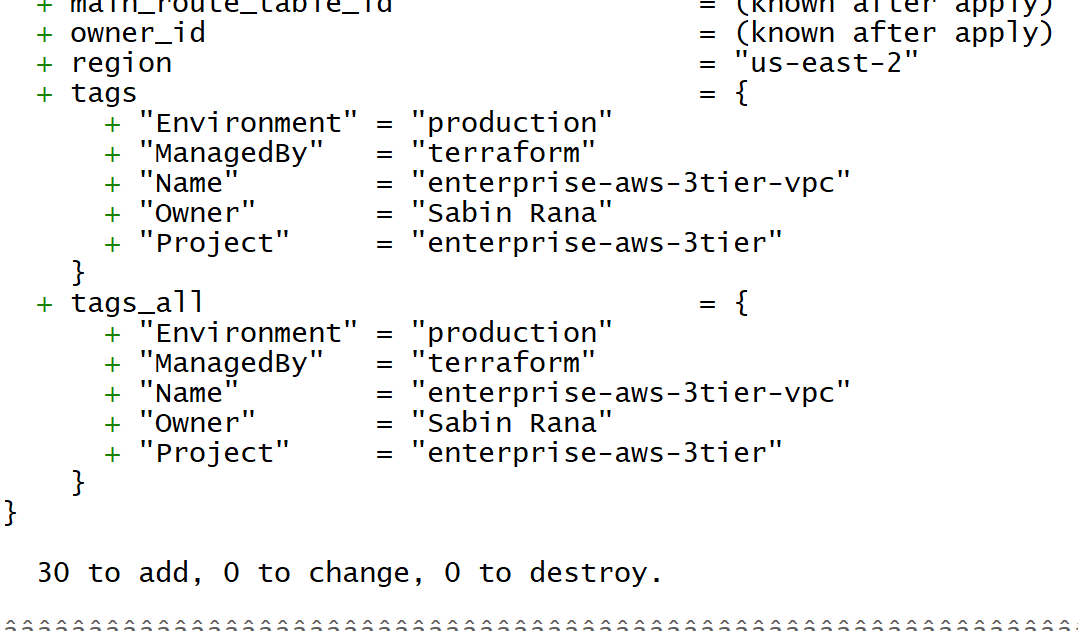 + main_route_table_id = (known after apply)
+ owner_id = (known after apply)
+ region = "us-east-2"
+ tags = {
+ "Environment" = "production"
+ "ManagedBy" = "terraform"
+ "Name" = "enterprise-aws-3tier-vpc"
+ "Owner" = "Sabin Rana"
+ "Project" = "enterprise-aws-3tier"
}
+ tags_all = {
+ "Environment" = "production"
+ "ManagedBy" = "terraform"
+ "Name" = "enterprise-aws-3tier-vpc"
+ "Owner" = "Sabin Rana"
+ "Project" = "enterprise-aws-3tier"
}
}
30 to add, 0 to change, 0 to destroy.